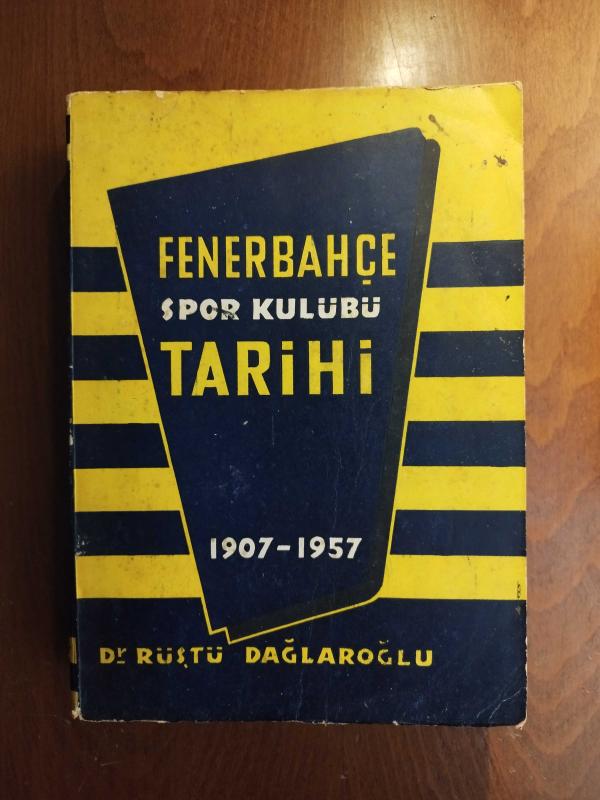 FENERBAHÇE
SPOR KULÜBÜ
TARİHİ
1907-1957
Dr RÜŞTÜ DAĞLAROĞLU